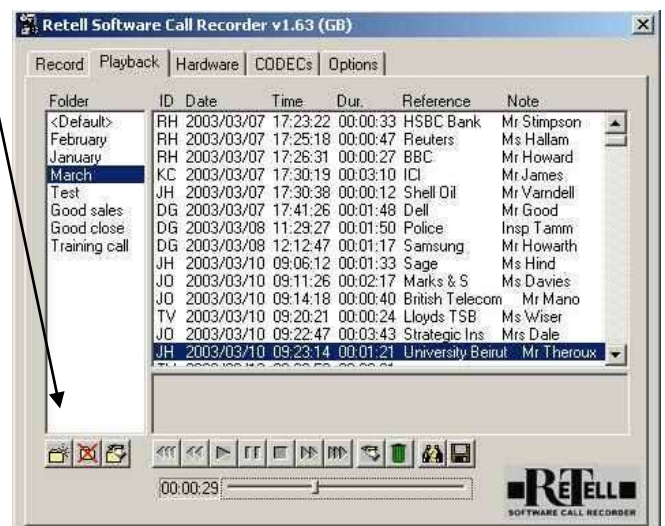 Retell Software Call Recorder v1.63 (GB)
Record Playback Hardware CODECs Options
Folder
<Default>
February
January
March
Test
Good sales
Good close
Training call
ID Date Time Dur. Reference Note
RH 2003/03/07 17:23:22 00:00:33 HSBC Bank Mr Stimpson
RH 2003/03/07 17:25:18 00:00:47 Reuters Ms Hallam
RH 2003/03/07 17:26:31 00:00:27 BBC Mr Howard
KC 2003/03/07 17:30:19 00:03:10 ICI Mr James
JH 2003/03/07 17:30:38 00:00:12 Shell Oil Mr Varndell
DG 2003/03/07 17:41:26 00:01:48 Dell Mr Good
DG 2003/03/08 11:29:27 00:01:50 Police Insp Tamm
DG 2003/03/08 12:12:47 00:01:17 Samsung Mr Howarth
JH 2003/03/10 09:06:12 00:01:33 Sage Ms Hind
JO 2003/03/10 09:11:26 00:02:17 Marks & S Ms Davies
JO 2003/03/10 09:14:18 00:00:40 British Telecom Mr Mano
TV 2003/03/10 09:20:21 00:00:24 Lloyds TSB Ms Wiser
JO 2003/03/10 09:22:47 00:03:43 Strategic Ins Mrs Dale
JH 2003/03/10 09:23:14 00:01:21 University Beirut Mr Theroux
00:00:29
RETELL
SOFTWARE CALL RECORDER